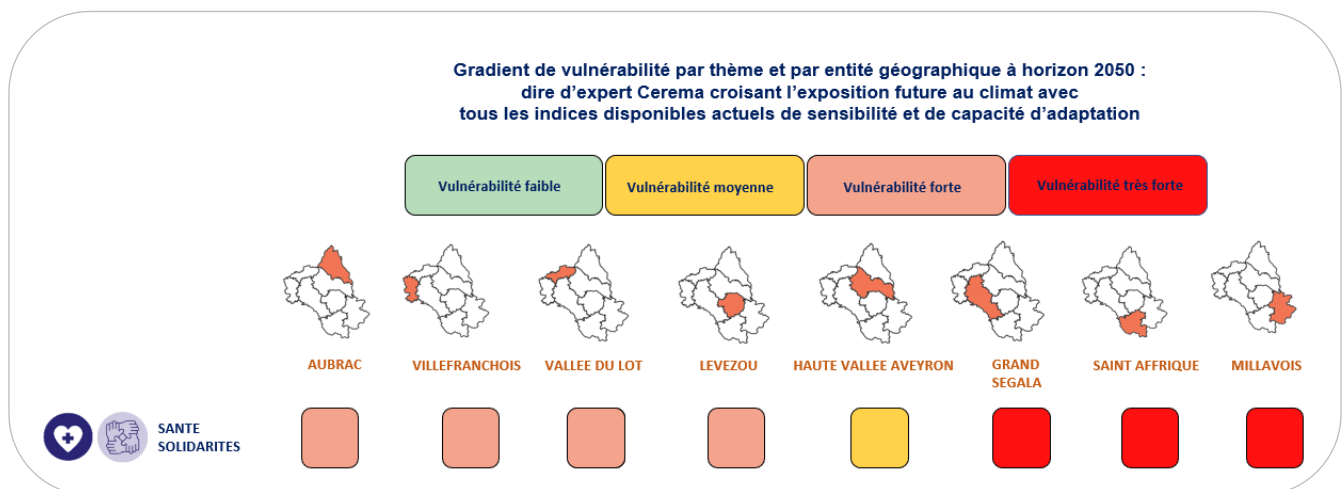 Gradient de vulnérabilité par thème et par entité géographique à horizon 2050 :
dire d'expert Cerema croisant l'exposition future au climat avec
tous les indices disponibles actuels de sensibilité et de capacité d'adaptation
Vulnérabilité faible
Vulnérabilité moyenne
Vulnérabilité forte
Vulnérabilité très forte
AUBRAC
VILLEFRANCHOIS
VALLEE DU LOT
LEVEZOU
HAUTE VALLEE AVEYRON
GRAND
SEGALA
SAINT AFFRIQUE
MILLAVOIS
SANTE
SOLIDARITES